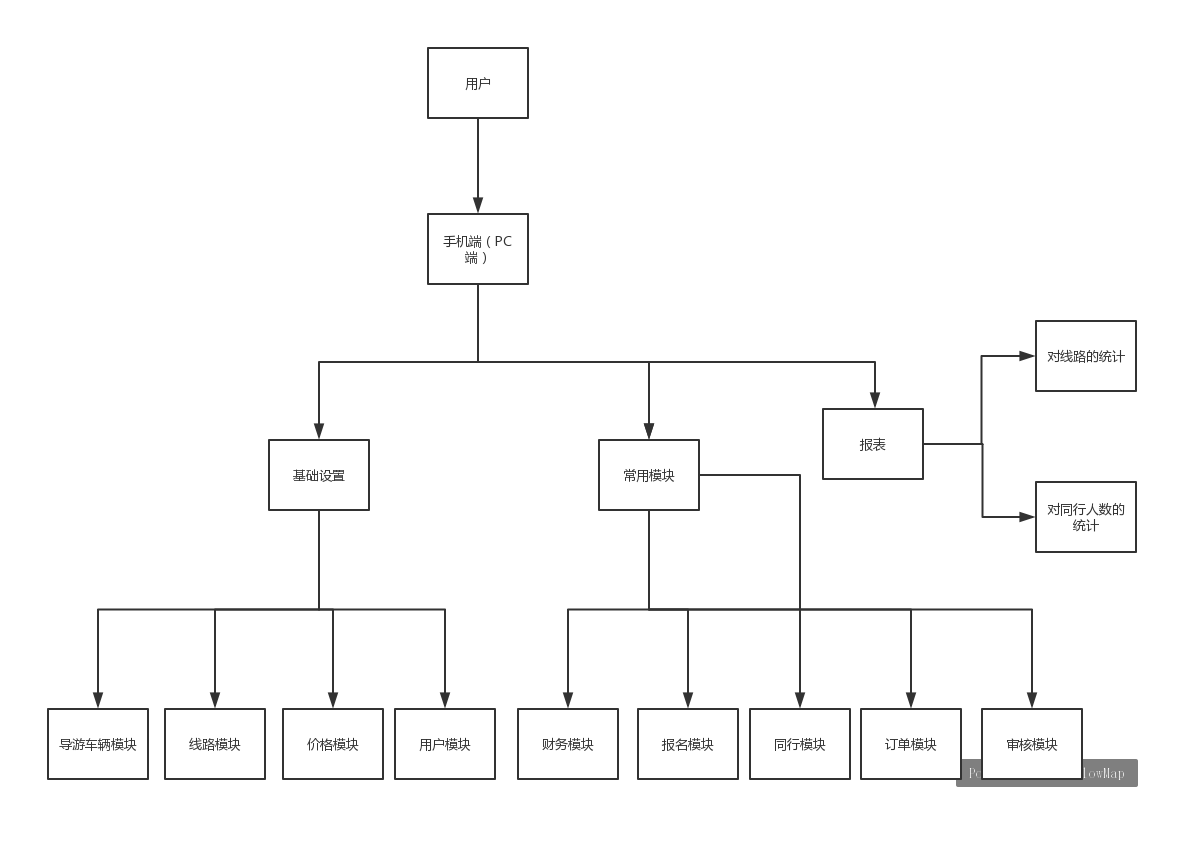 用户
手机端（PC
端）
对线路的统计
报表
基础设置
常用模块
对同行人数的
统计
导游车辆模块
线路模块
价格模块
用户模块
财务模块
报名模块
同行模块
订单模块
审核模块